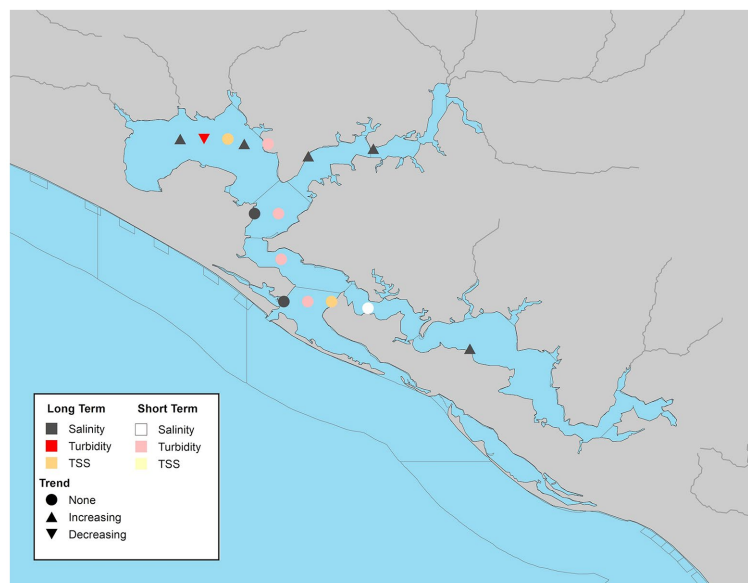 Long Term Short Term
Salinity Salinity
Turbidity Turbidity
TSS TSS
Trend
None
Increasing
Decreasing